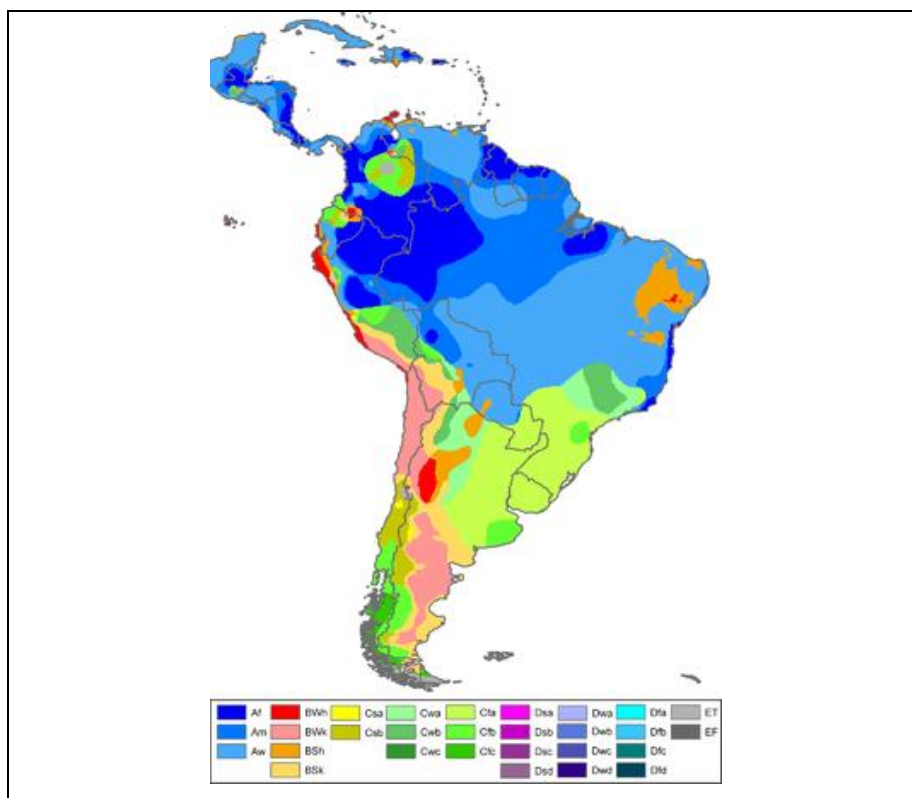 Af BWh Csa Cwa Cfa Dsa Dwa Dfa ET
Am BWk Csb Cwb Cfb Dsb Dwb Dfb EF
Aw BSh Cwc Cfc Dsc Dwc Dfc
BSk Dsd Dwd Dfd